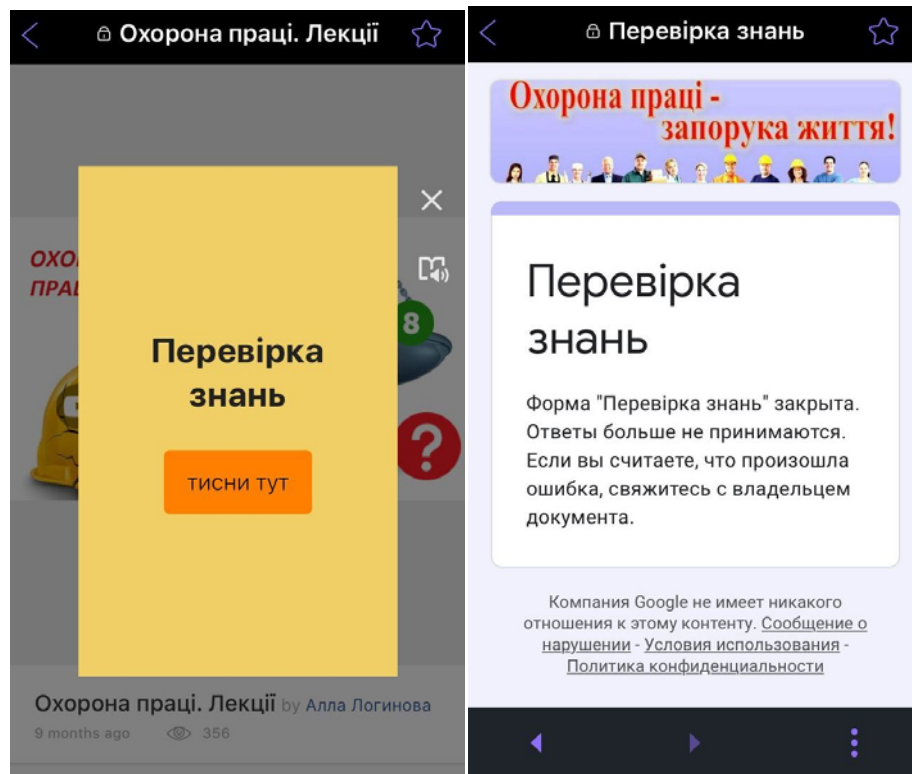 Охорона праці. Лекції
ОХО
ПРА
8
?
Перевірка
знань
тисни тут
Охорона праці. Лекції by Алла Логинова
9 months ago 356
Перевірка знань
Охорона праці -
запорука життя!
Перевірка
знань
Форма "Перевірка знань" закрыта.
Ответы больше не принимаются.
Если вы считаете, что произошла
ошибка, свяжитесь с владельцем
документа.
Компания Google не имеет никакого
отношения к этому контенту. Сообщение о
нарушении - Условия использования -
Политика конфиденциальности